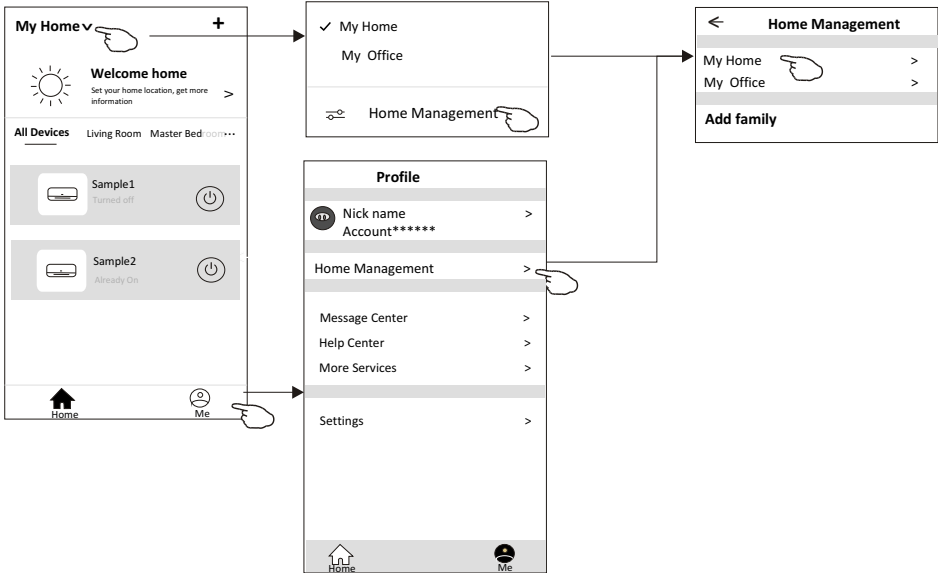 My Home
+
Welcome home
Set your home location, get more
information
>
All Devices Living Room Master Bedroom···
Sample1
Turned off
Sample2
Already On
Home
Me
✓ My Home
My Office
Home Management
Profile
Nick name >
Account******
Home Management >
Message Center >
Help Center >
More Services >
Settings >
Home
Me
Home Management
My Home >
My Office >
Add family